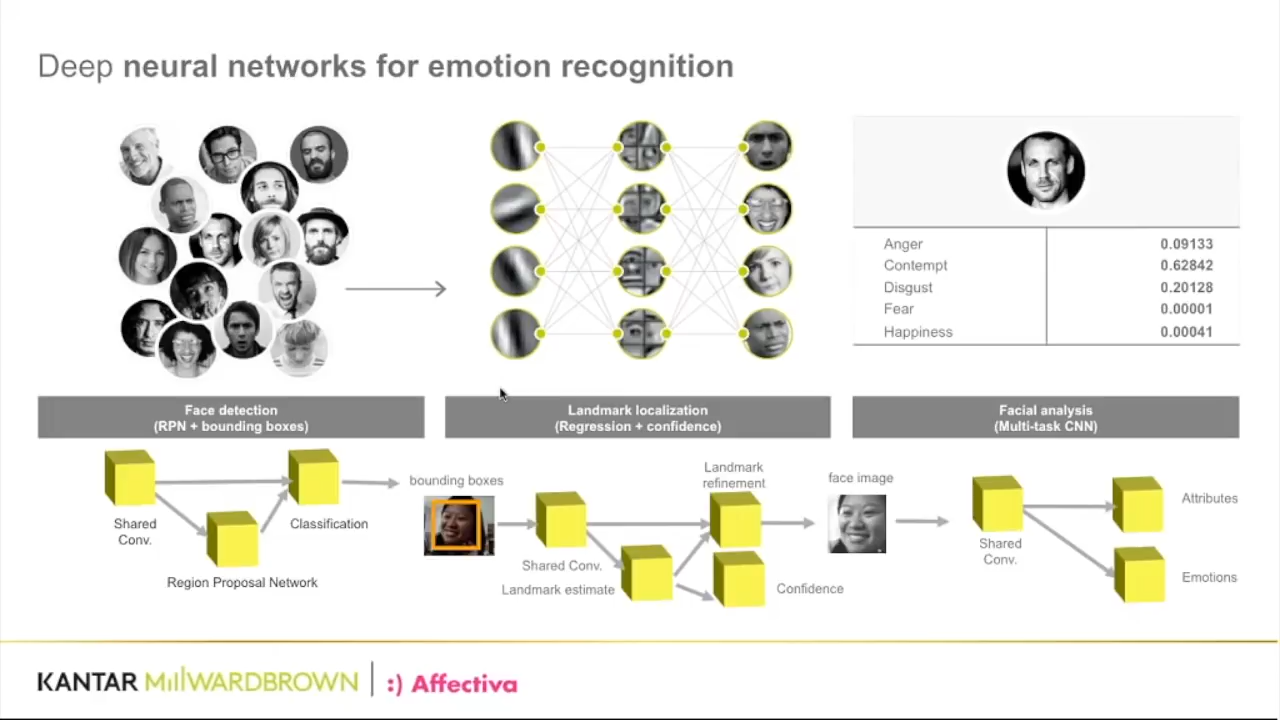 Deep neural networks for emotion recognition
Anger 0.09133
Contempt 0.62842
Disgust 0.20128
Fear 0.00001
Happiness 0.00041
Face detection
(RPN + bounding boxes)
Landmark localization
(Regression + confidence)
Facial analysis
(Multi-task CNN)
Shared
Conv.
Classification
Region Proposal Network
bounding boxes
Shared Conv.
Landmark estimate
Landmark
refinement
Confidence
face image
Shared
Conv.
Attributes
Emotions
KANTAR MillWARDBROWN
:) Affectiva